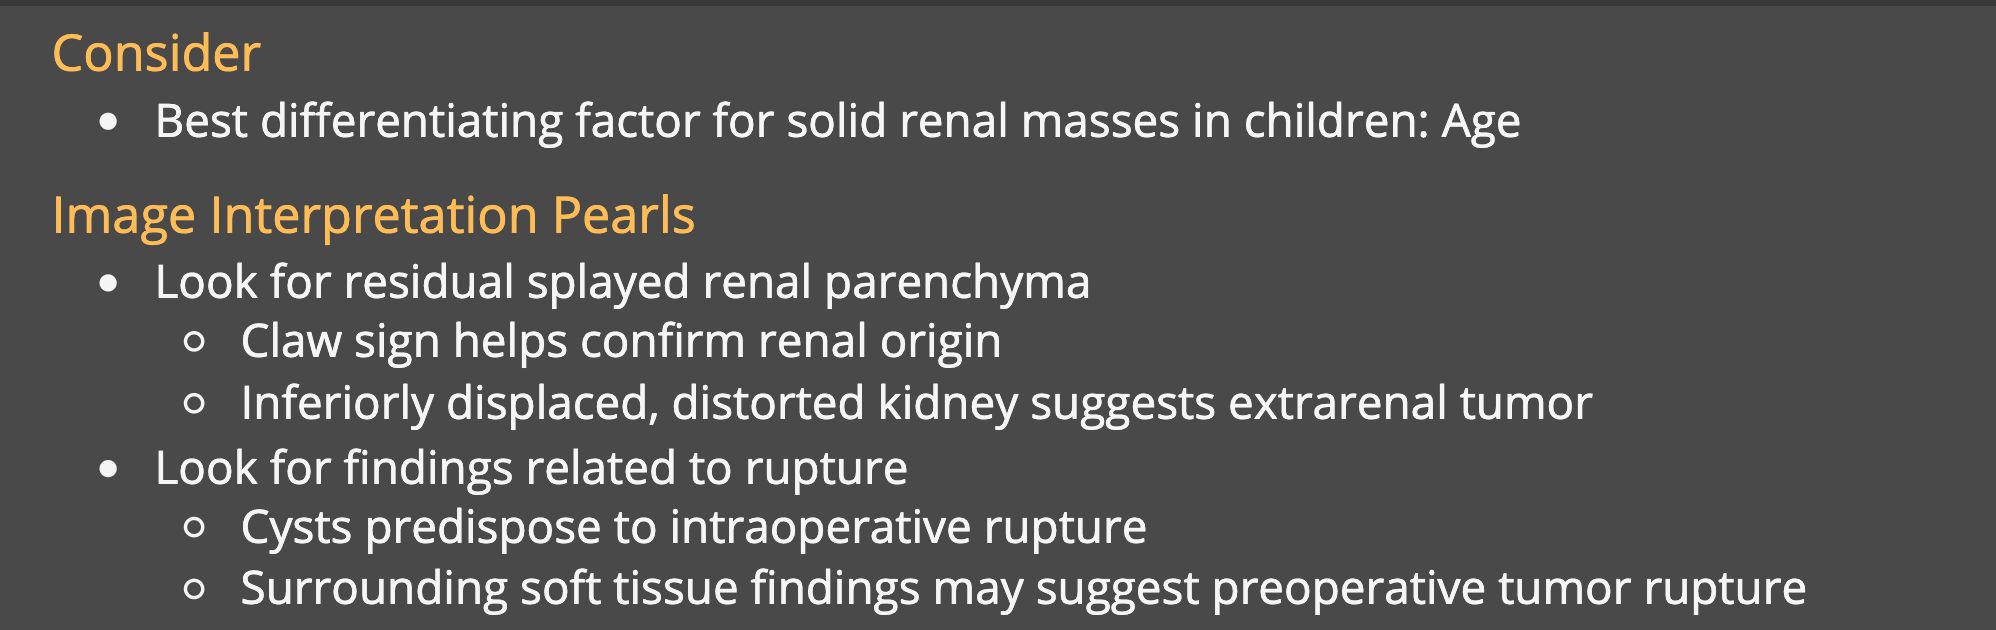 Consider
• Best differentiating factor for solid renal masses in children: Age
Image Interpretation Pearls
• Look for residual splayed renal parenchyma
○ Claw sign helps confirm renal origin
○ Inferiorly displaced, distorted kidney suggests extrarenal tumor
• Look for findings related to rupture
○ Cysts predispose to intraoperative rupture
○ Surrounding soft tissue findings may suggest preoperative tumor rupture